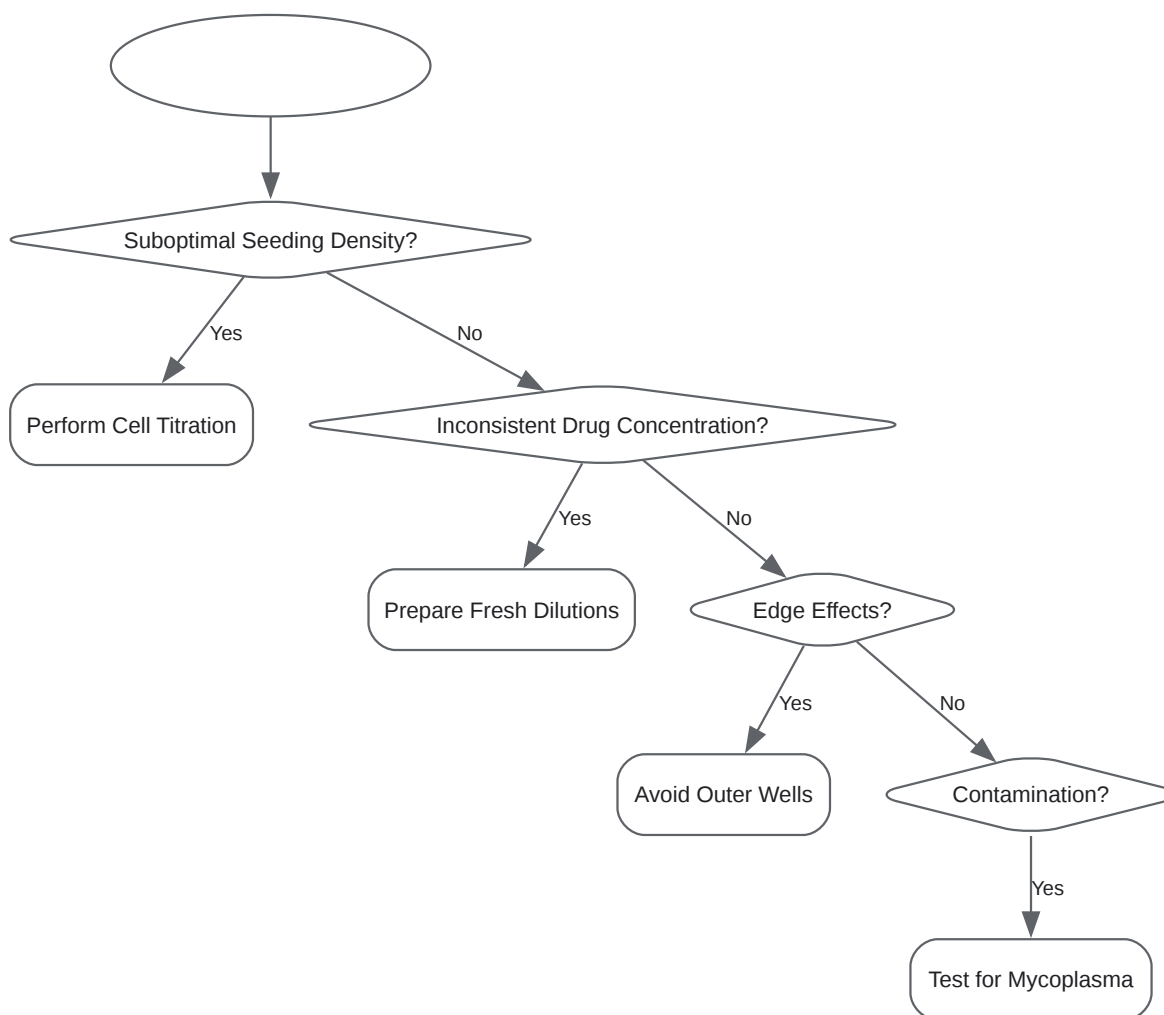 Suboptimal Seeding Density?
Yes
No
Perform Cell Titration
Inconsistent Drug Concentration?
Yes
No
Prepare Fresh Dilutions
Edge Effects?
Yes
No
Avoid Outer Wells
Contamination?
Yes
Test for Mycoplasma